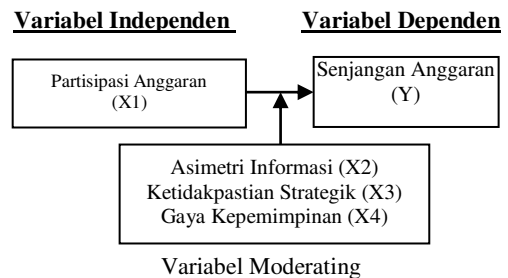 Variabel Independen Variabel Dependen
Partisipasi Anggaran
(X1)
Senjangan Anggaran
(Y)
Asimetri Informasi (X2)
Ketidakpastian Strategik (X3)
Gaya Kepemimpinan (X4)
Variabel Moderating